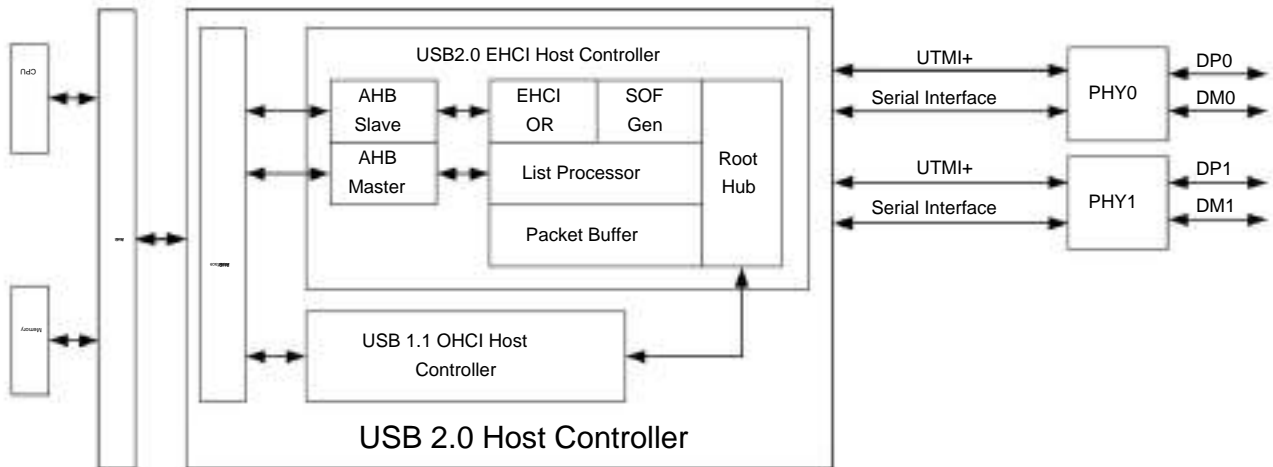 CPU
Memory
USB2.0 EHCI Host Controller
AHB
Slave
AHB
Master
EHCI
OR
SOF
Gen
List Processor
Packet Buffer
Root
Hub
USB 1.1 OHCI Host
Controller
USB 2.0 Host Controller
UTMI+
Serial Interface
UTMI+
Serial Interface
PHY0
PHY1
DP0
DM0
DP1
DM1